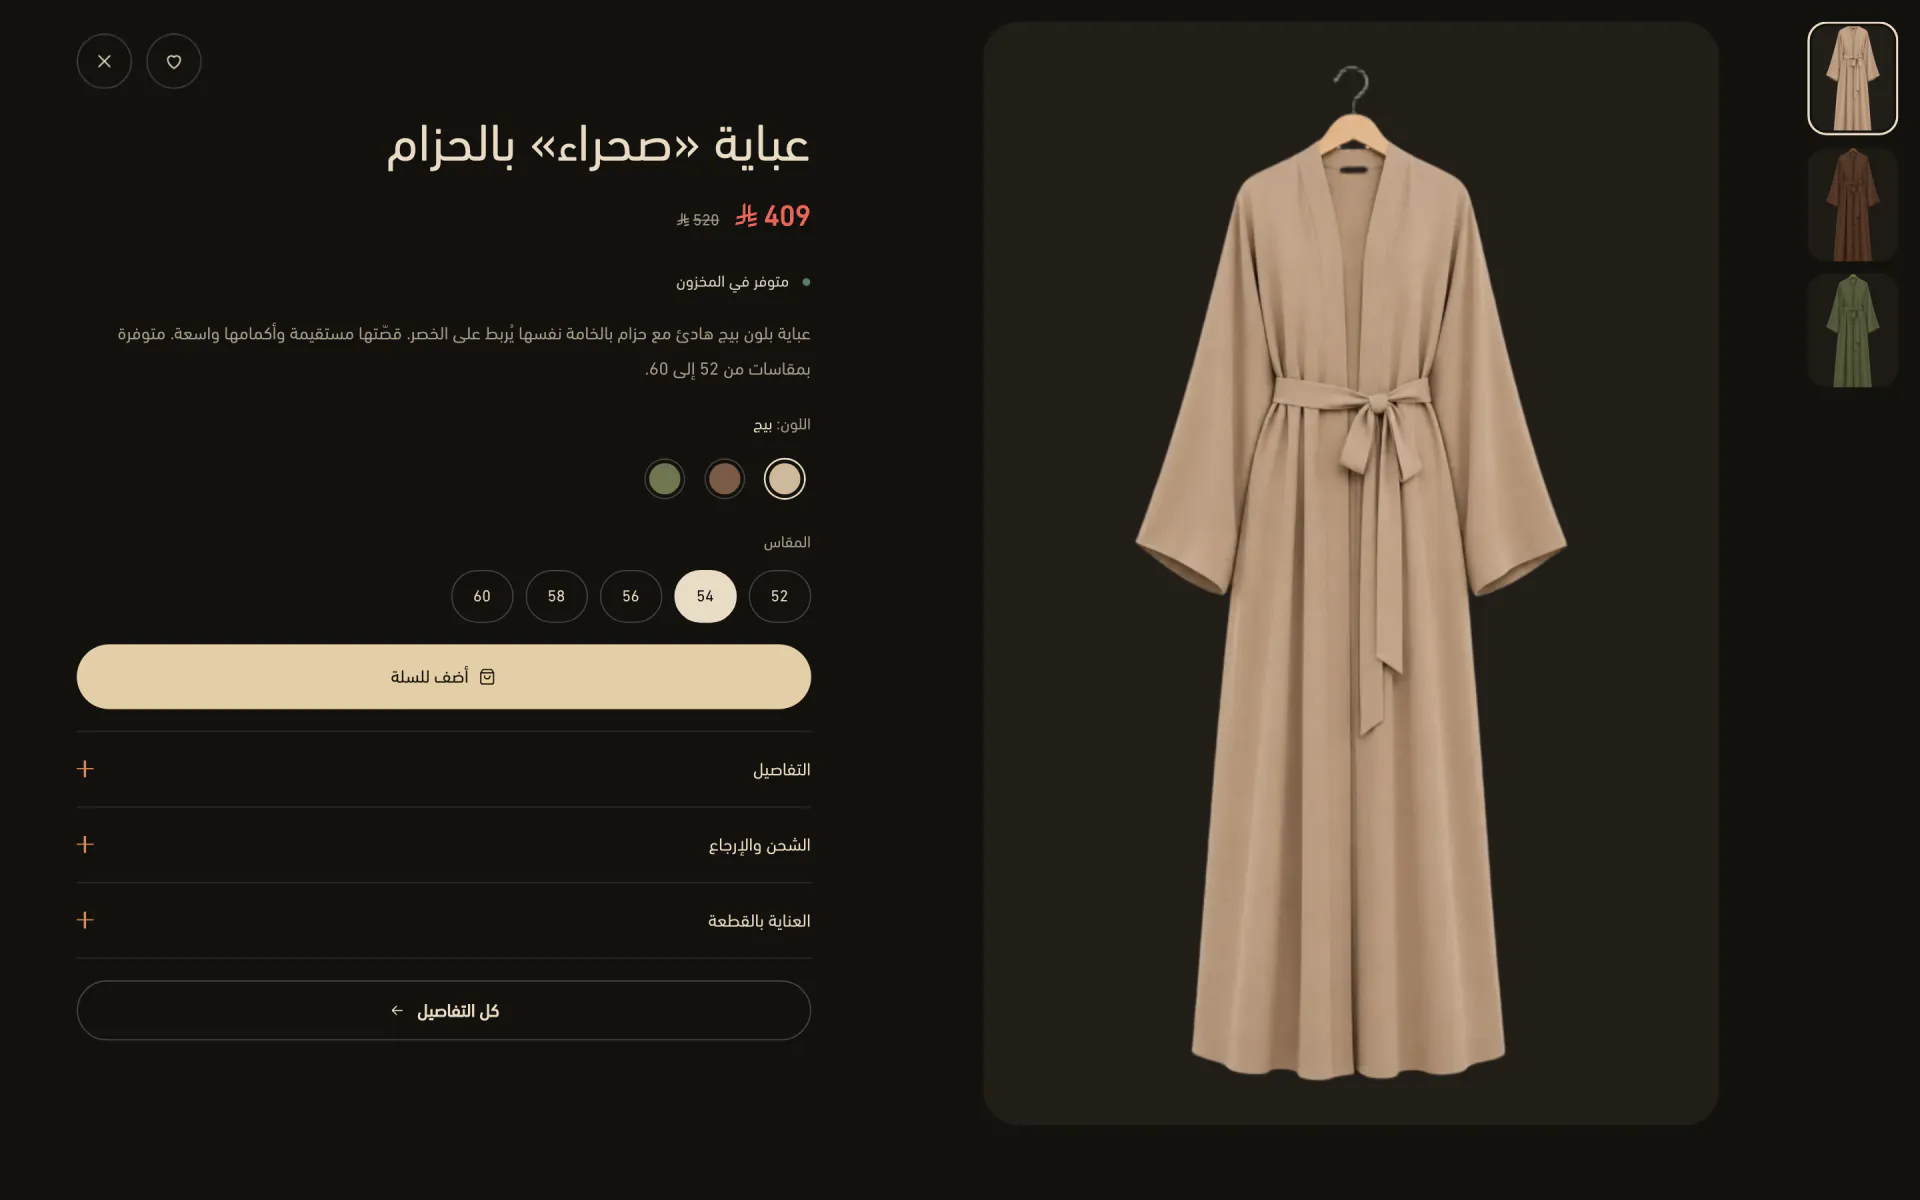 عباية «صحراء» بالحزام
409 ⃁ 520 ⃁
متوفر في المخزون
عباية بلون بيج هادئ مع حزام بالخامة نفسها يُربط على الخصر. قصّتها مستقيمة وأكمامها واسعة. متوفرة
بمقاسات من 52 إلى 60.
اللون: بيج
المقاس
52 54 56 58 60
أضف للسلة
التفاصيل
الشحن والإرجاع
العناية بالقطعة
كل التفاصيل ←